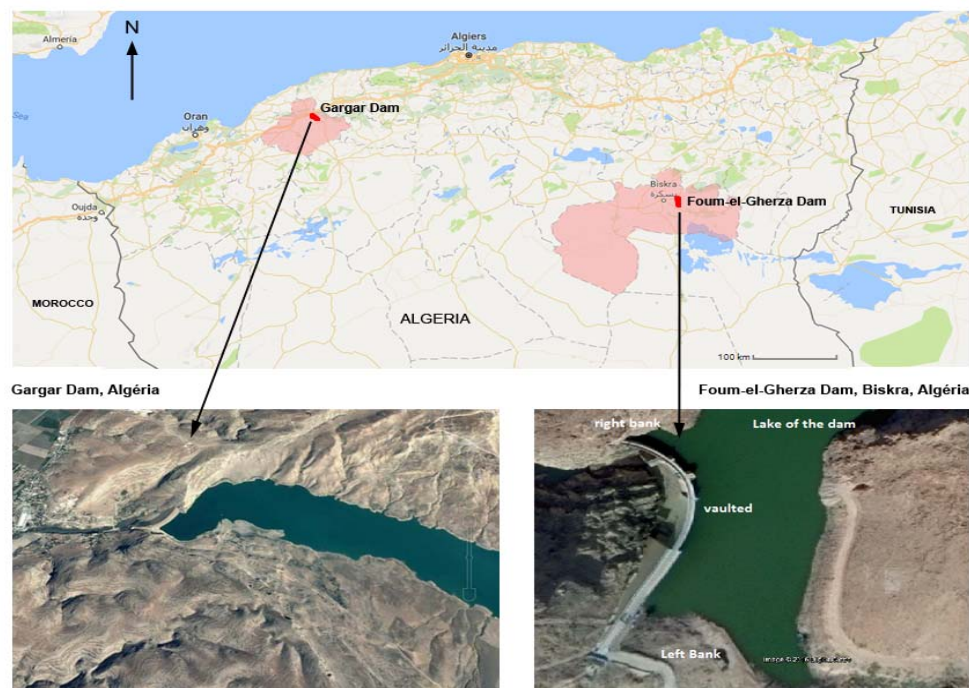 N
Almería
Algiers
مدينة الجزائر
Sea
Oran
وهران
Gargar Dam
Oujda
وجدة
Biskra
بسكرة
Foum-el-Gherza Dam
TUNISIA
MOROCCO
ALGERIA
100 km
Gargar Dam, Algéria
Foum-el-Gherza Dam, Biskra, Algéria
right bank
Lake of the dam
vaulted
Left Bank